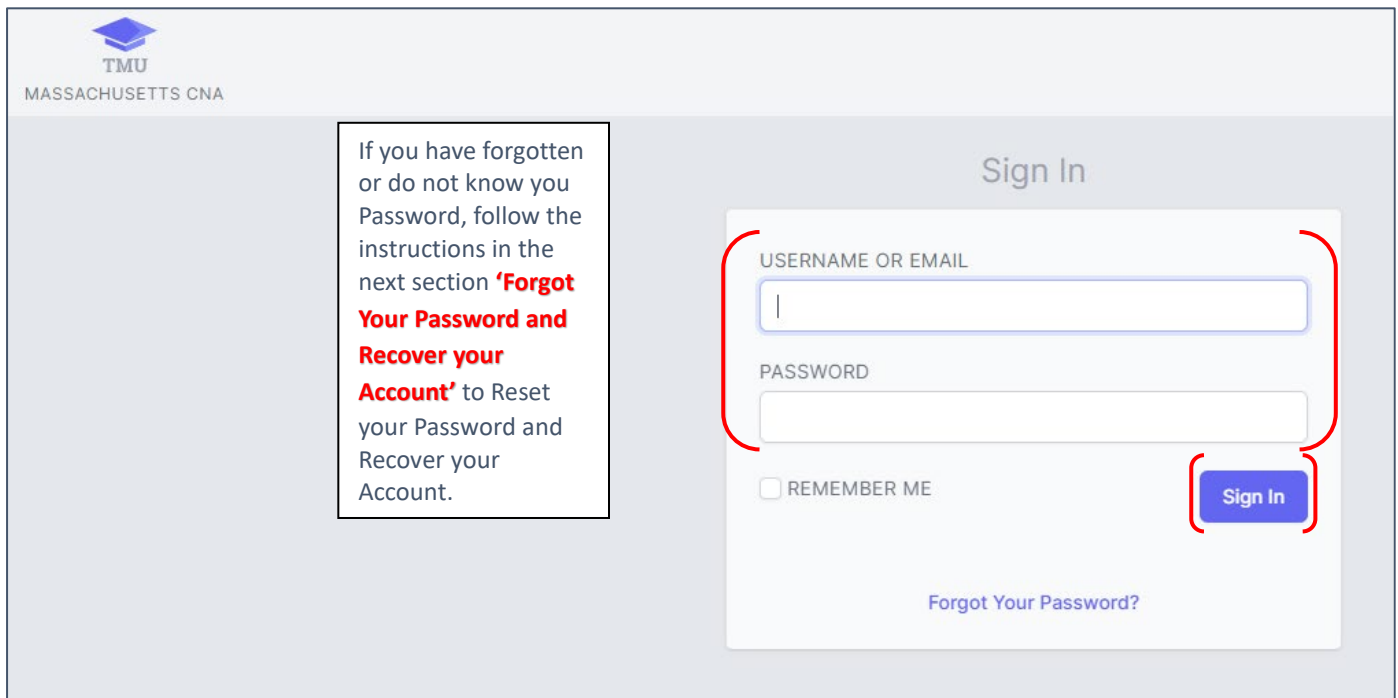 TMU
MASSACHUSETTS CNA
If you have forgotten
or do not know you
Password, follow the
instructions in the
next section ‘Forgot
Your Password and
Recover your
Account’ to Reset
your Password and
Recover your
Account.
Sign In
USERNAME OR EMAIL
PASSWORD
REMEMBER ME
Sign In
Forgot Your Password?